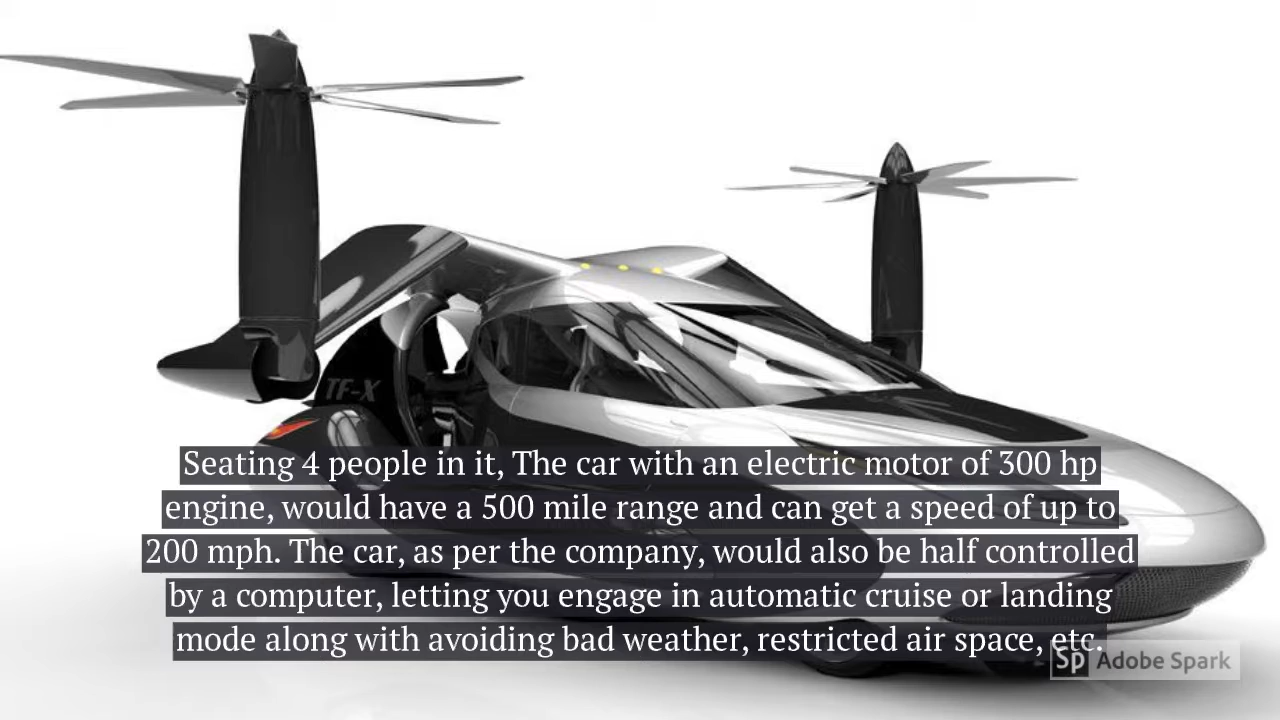 TF-X
Seating 4 people in it, The car with an electric motor of 300 hp
engine, would have a 500 mile range and can get a speed of up to
200 mph. The car, as per the company, would also be half controlled
by a computer, letting you engage in automatic cruise or landing
mode along with avoiding bad weather, restricted air space, etc.
Sp Adobe Spark